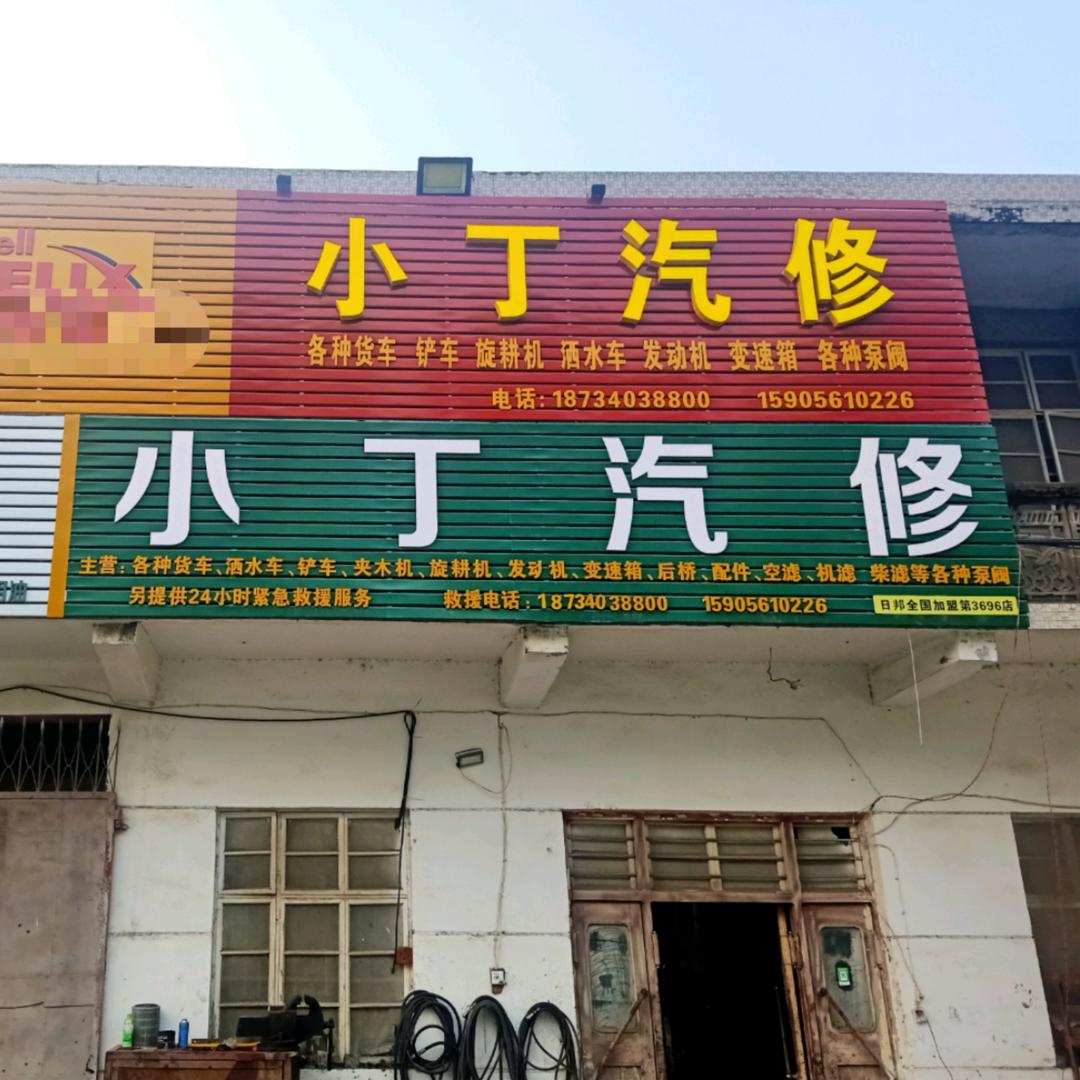 ell
ELIX
小丁汽修
各种货车 铲车 旋耕机 洒水车 发动机 变速箱 各种泵阀
电话:18734038800 15905610226
小丁汽修
主营:各种货车、洒水车、铲车、夹木机、旋耕机、发动机、变速箱、后桥、配件、空滤、机滤 柴滤等各种泵阀
另提供24小时紧急救援服务 救援电话:18734038800 15905610226
日邦全国加盟第3696店
滑油